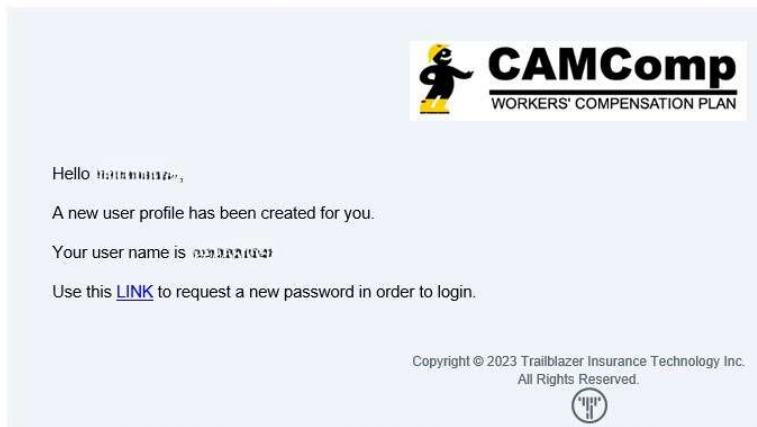 CAMComp
WORKERS' COMPENSATION PLAN
Hello ,
A new user profile has been created for you.
Your user name is
Use this LINK to request a new password in order to login.
Copyright © 2023 Trailblazer Insurance Technology Inc.
All Rights Reserved.